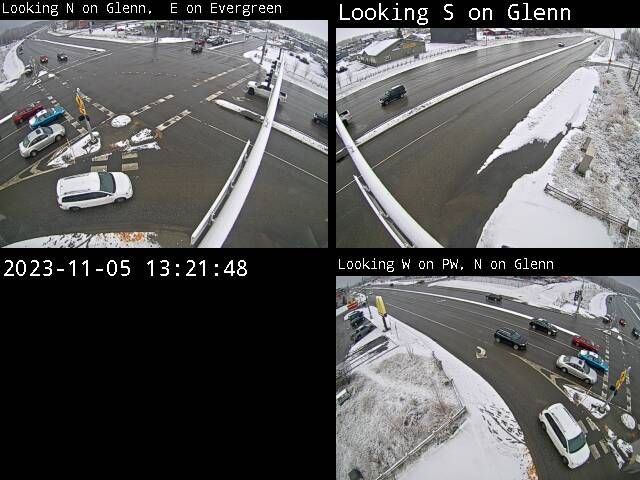 Looking N on Glenn,  E on Evergreen
Looking S on Glenn
2023-11-05 13:21:48
Looking W on PW, N on Glenn